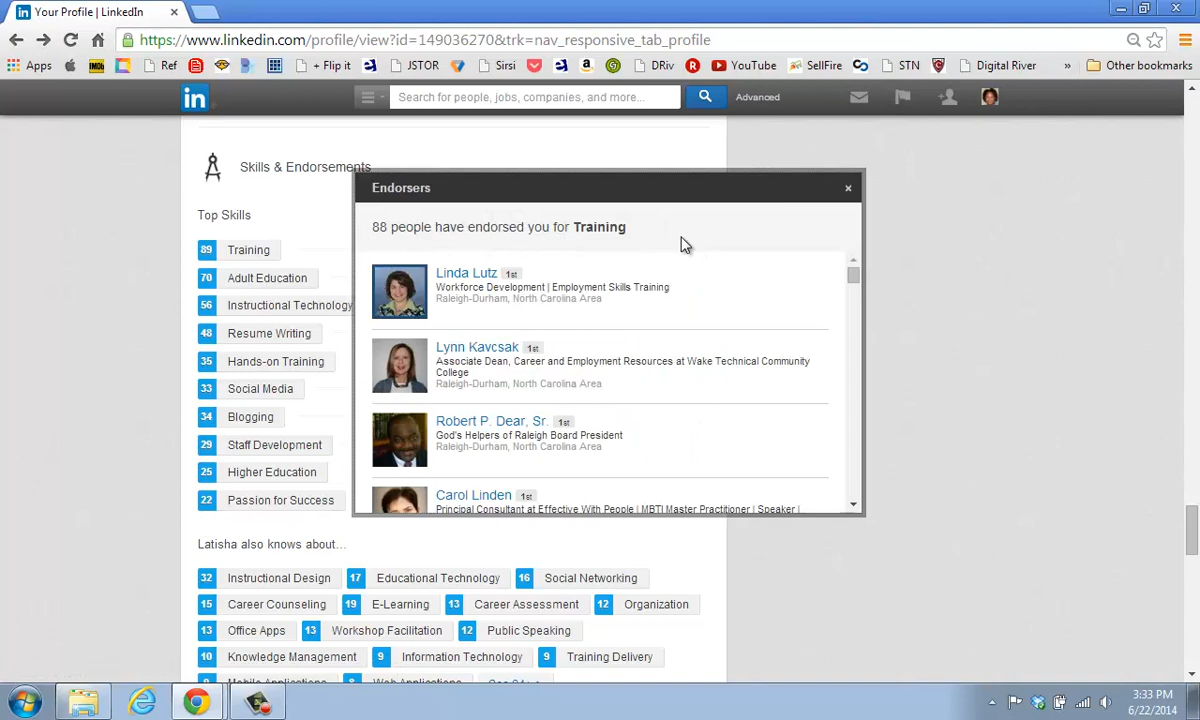 Your Profile | LinkedIn
https://www.linkedin.com/profile/view?id=149036270&trk=nav_responsive_tab_profile
Apps
Ref
+ Flip it
JSTOR
Sirsi
DRiv
YouTube
SellFire
STN
Digital River
»
Other bookmarks
in
Search for people, jobs, companies, and more...
Advanced
Skills & Endorsements
Top Skills
89 Training
70 Adult Education
56 Instructional Technology
48 Resume Writing
35 Hands-on Training
33 Social Media
34 Blogging
29 Staff Development
25 Higher Education
22 Passion for Success
Endorsers
×
88 people have endorsed you for Training
Linda Lutz 1st
Workforce Development | Employment Skills Training
Raleigh-Durham, North Carolina Area
Lynn Kavcsak 1st
Associate Dean, Career and Employment Resources at Wake Technical Community
College
Raleigh-Durham, North Carolina Area
Robert P. Dear, Sr. 1st
God's Helpers of Raleigh Board President
Raleigh-Durham, North Carolina Area
Carol Linden 1st
Principal Consultant at Effective With People | MBTI Master Practitioner | Speaker |
Latisha also knows about...
32 Instructional Design 17 Educational Technology 16 Social Networking
15 Career Counseling 19 E-Learning 13 Career Assessment 12 Organization
13 Office Apps 13 Workshop Facilitation 12 Public Speaking
10 Knowledge Management 9 Information Technology 9 Training Delivery
3:33 PM
6/22/2014